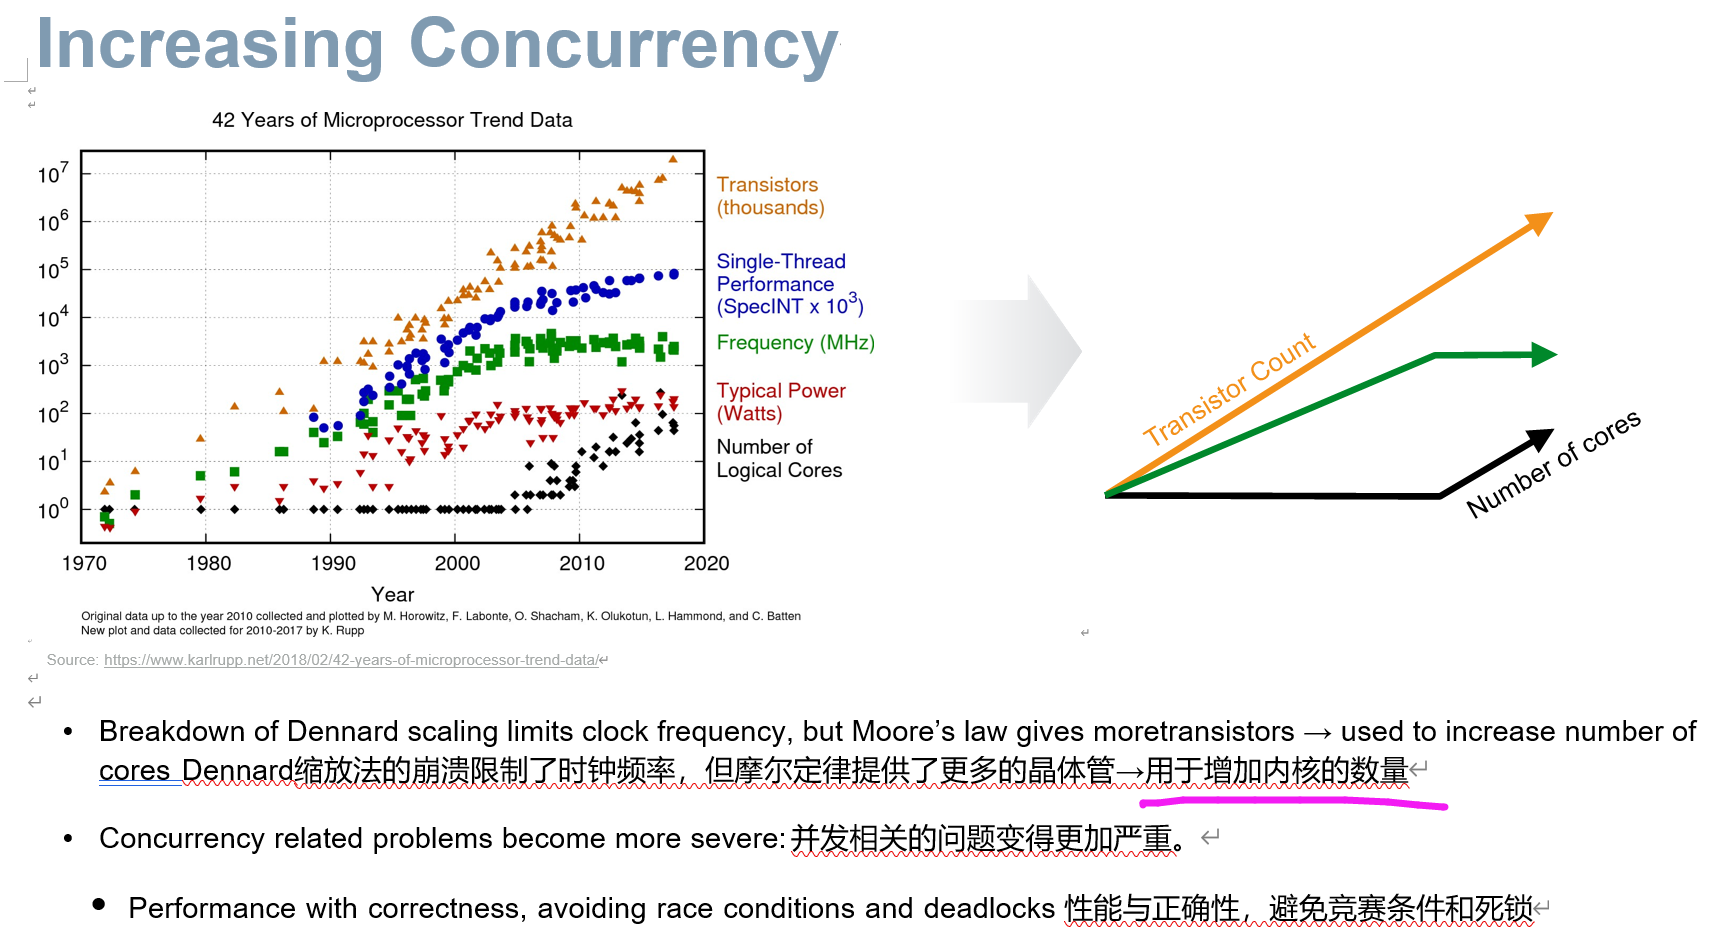 Increasing Concurrency
42 Years of Microprocessor Trend Data
10^7
10^6
10^5
10^4
10^3
10^2
10^1
10^0
Transistors
(thousands)
Single-Thread
Performance
(SpecINT x 10^3)
Frequency (MHz)
Typical Power
(Watts)
Number of
Logical Cores
1970 1980 1990 2000 2010 2020
Year
Original data up to the year 2010 collected and plotted by M. Horowitz, F. Labonte, O. Shacham, K. Olukotun, L. Hammond, and C. Batten
New plot and data collected for 2010-2017 by K. Rupp
Transistor Count
Number of cores
Source: https://www.karlrupp.net/2018/02/42-years-of-microprocessor-trend-data/
• Breakdown of Dennard scaling limits clock frequency, but Moore’s law gives moretransistors → used to increase number of
cores Dennard缩放法的崩溃限制了时钟频率，但摩尔定律提供了更多的晶体管→用于增加内核的数量
• Concurrency related problems become more severe:并发相关的问题变得更加严重。
• Performance with correctness, avoiding race conditions and deadlocks 性能与正确性，避免竞赛条件和死锁